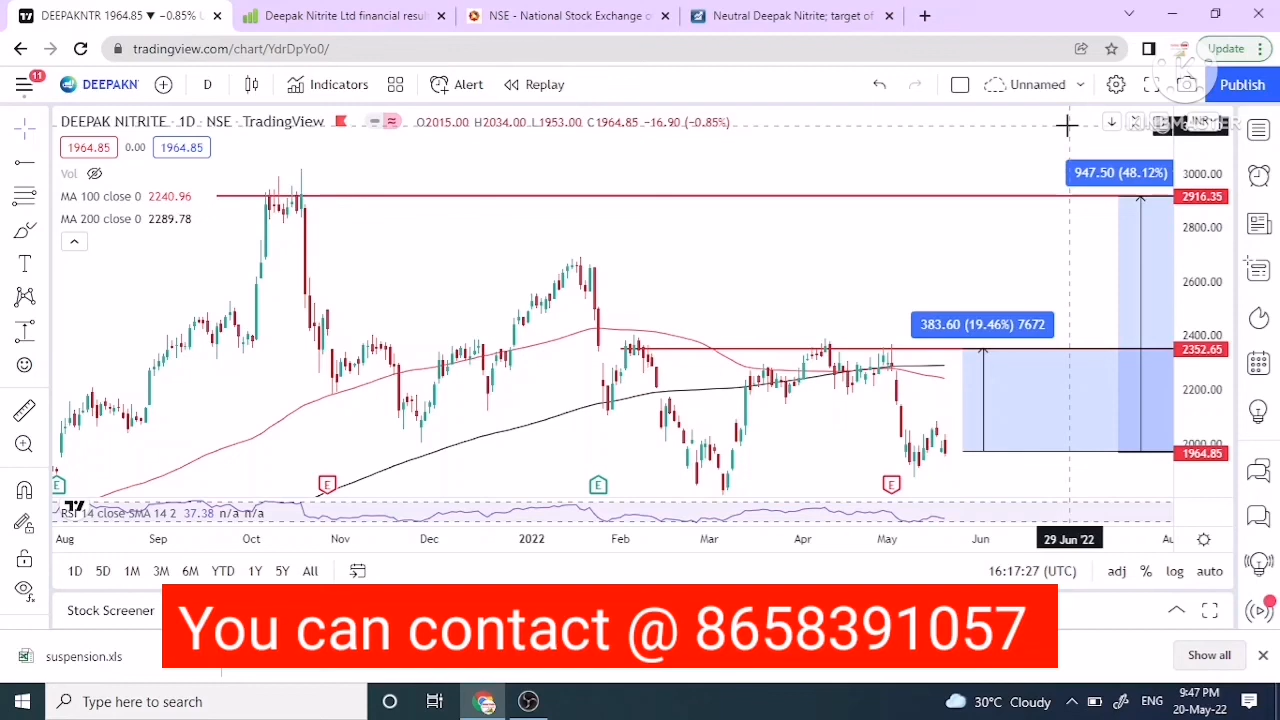 DEEPAKNTR 1964.85 ▼ −0.85% U
Deepak Nitrite Ltd financial result
NSE - National Stock Exchange o
Neutral Deepak Nitrite; target of
tradingview.com/chart/YdrDpYo0/
Update
11
DEEPAKN
D
Indicators
Alert
Replay
Unnamed
Publish
DEEPAK NITRITE · 1D · NSE · TradingView
O2015.00 H2034.00 L1953.00 C1964.85 −16.90 (−0.85%)
INR
1964.85
0.00
1964.85
Vol
MA 100 close 0 2240.96
MA 200 close 0 2289.78
947.50 (48.12%)
3000.00
2916.35
2800.00
2600.00
2400.00
383.60 (19.46%) 7672
2352.65
2200.00
2000.00
1964.85
E
E
E
E
RSI 14 close SMA 14 2 37.38 n/a n/a
Aug Sep Oct Nov Dec 2022 Feb Mar Apr May Jun 29 Jun '22 Au
1D 5D 1M 3M 6M YTD 1Y 5Y All
16:17:27 (UTC)
adj % log auto
Stock Screener
You can contact @ 8658391057
suspension.xls
Show all
Type here to search
30°C Cloudy
ENG
9:47 PM
20-May-22